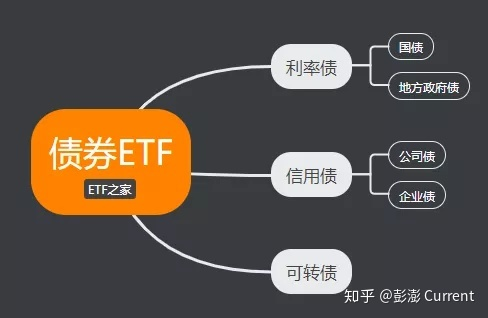 债券ETF
ETF之家
利率债
国债
地方政府债
信用债
公司债
企业债
可转债
知乎 @彭澎 Current